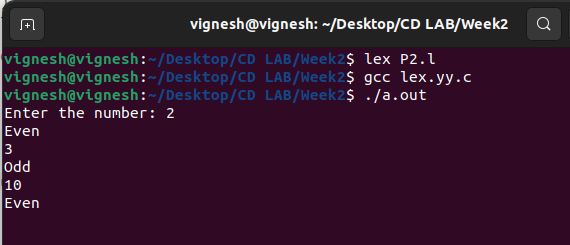 vignesh@vignesh: ~/Desktop/CD LAB/Week2
vignesh@vignesh:~/Desktop/CD LAB/Week2$ lex P2.l
vignesh@vignesh:~/Desktop/CD LAB/Week2$ gcc lex.yy.c
vignesh@vignesh:~/Desktop/CD LAB/Week2$ ./a.out
Enter the number: 2
Even
3
Odd
10
Even